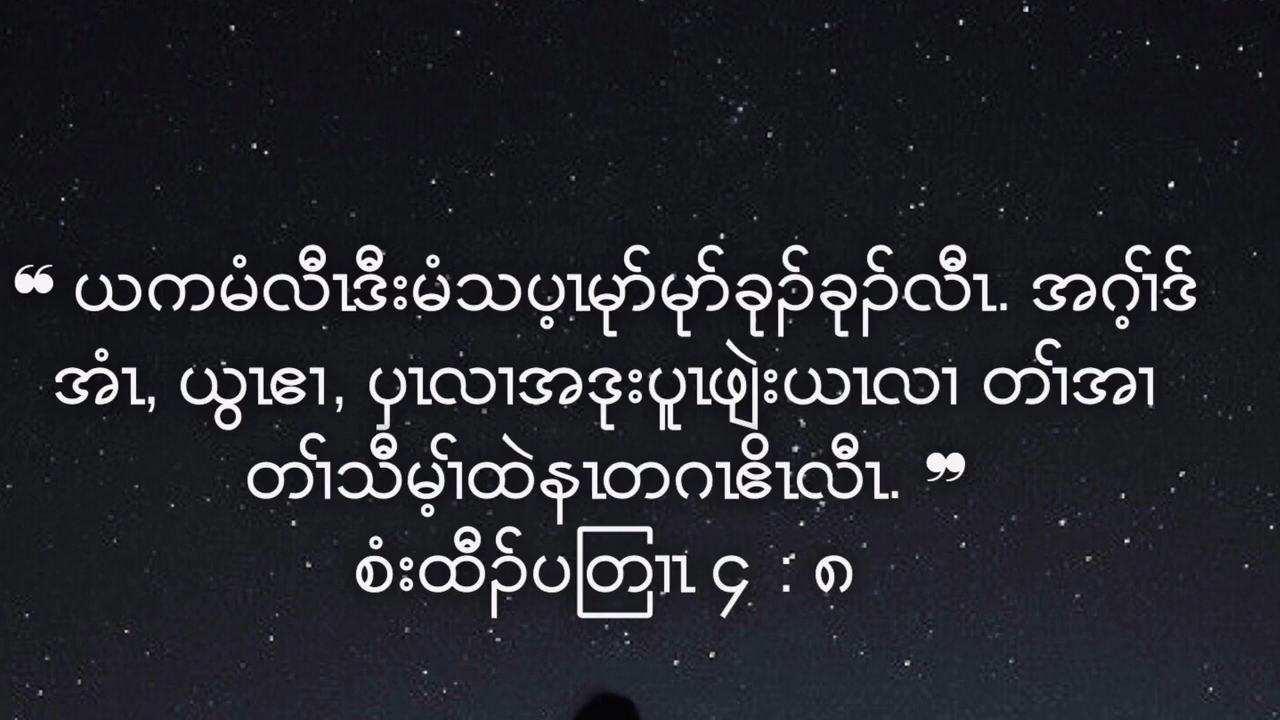 ❝ ယကမံလီၤဒီးမံသပ့ၤမုာ်မုာ်ခုၣ်ခုၣ်လီၤ. အဂ့ၢ်ဒ်
အံၤ, ယွၤဧၢ, ပှၤလၢအဒုးပူၤဖျဲးယၤလၢ တၢ်အၢ
တၢ်သီမ့ၢ်ထဲနၤတဂၤဧိၤလီၤ. ❞
စံးထီၣ်ပတြၢၤ ၄ : ၈